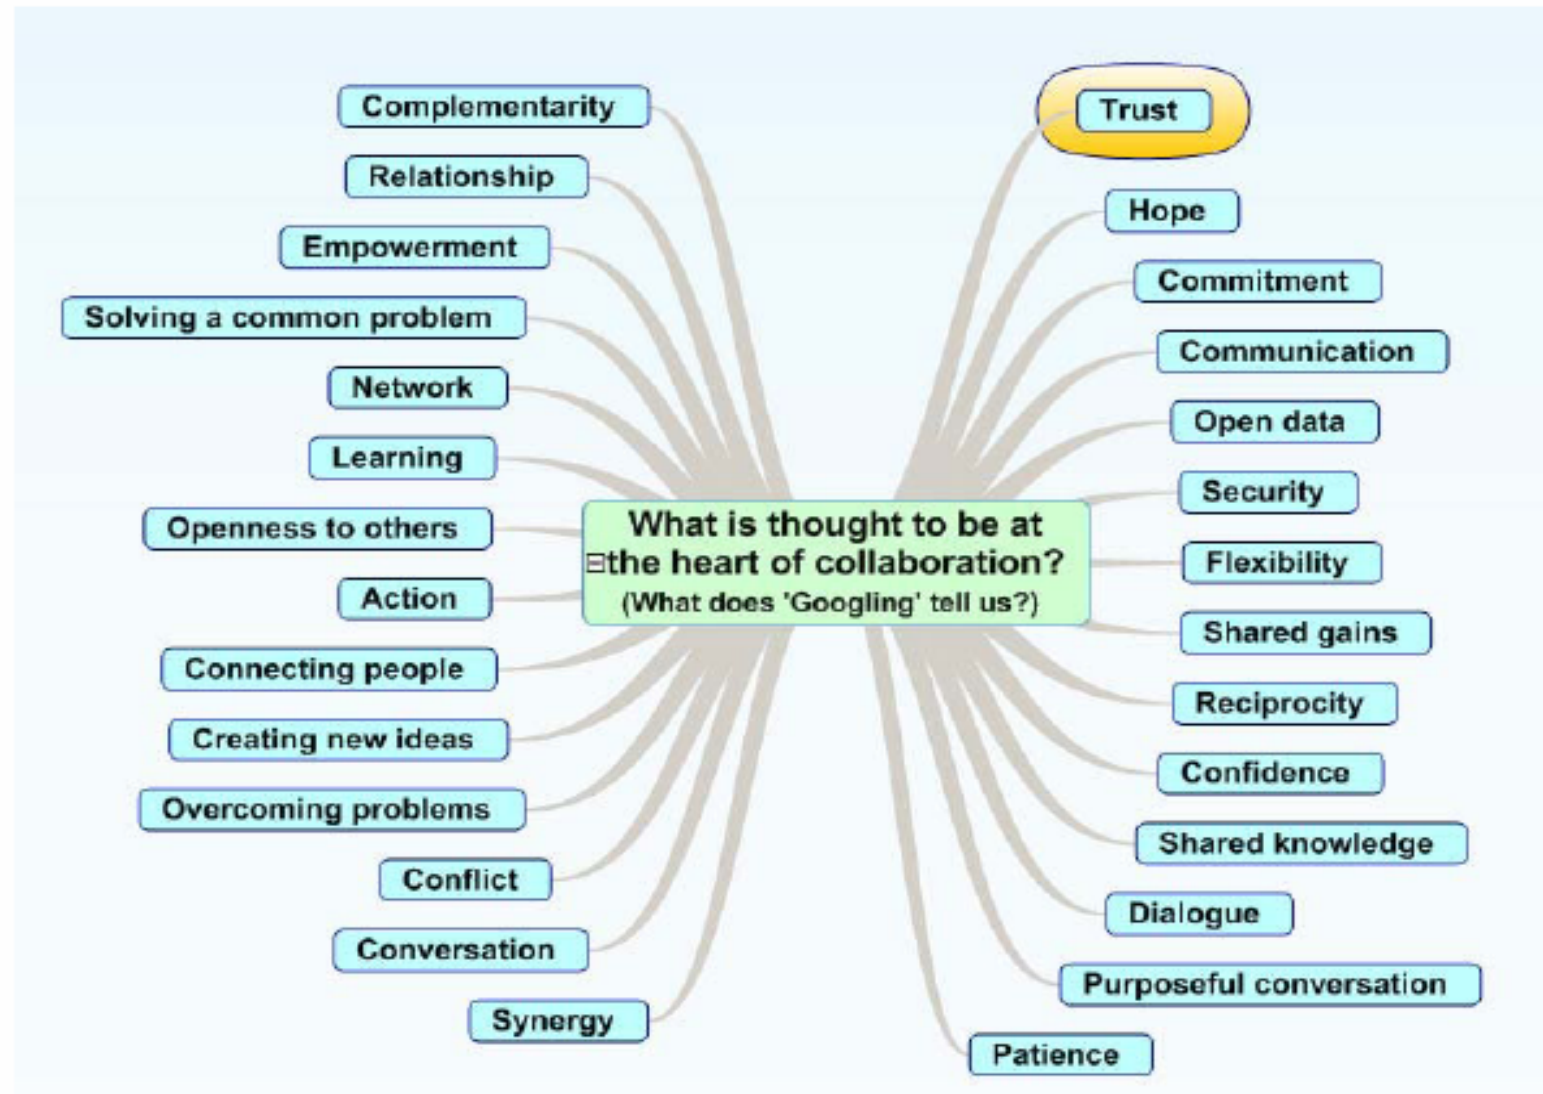 Complementarity
Relationship
Empowerment
Solving a common problem
Network
Learning
Openness to others
Action
Connecting people
Creating new ideas
Overcoming problems
Conflict
Conversation
Synergy
What is thought to be at
the heart of collaboration?
(What does 'Googling' tell us?)
Trust
Hope
Commitment
Communication
Open data
Security
Flexibility
Shared gains
Reciprocity
Confidence
Shared knowledge
Dialogue
Purposeful conversation
Patience